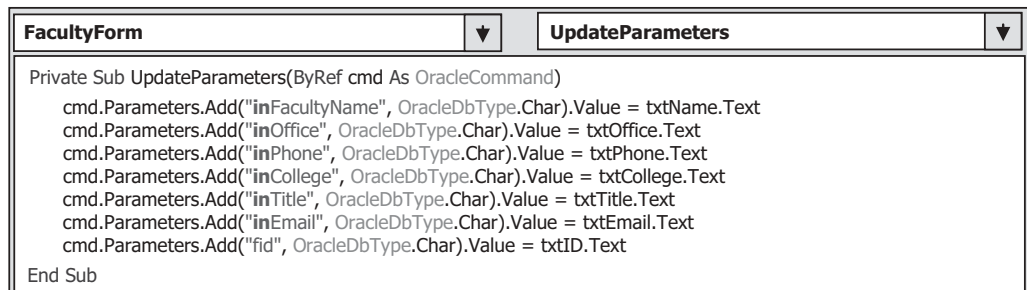 FacultyForm
UpdateParameters
Private Sub UpdateParameters(ByRef cmd As OracleCommand)
cmd.Parameters.Add("inFacultyName", OracleDbType.Char).Value = txtName.Text
cmd.Parameters.Add("inOffice", OracleDbType.Char).Value = txtOffice.Text
cmd.Parameters.Add("inPhone", OracleDbType.Char).Value = txtPhone.Text
cmd.Parameters.Add("inCollege", OracleDbType.Char).Value = txtCollege.Text
cmd.Parameters.Add("inTitle", OracleDbType.Char).Value = txtTitle.Text
cmd.Parameters.Add("inEmail", OracleDbType.Char).Value = txtEmail.Text
cmd.Parameters.Add("fid", OracleDbType.Char).Value = txtID.Text
End Sub